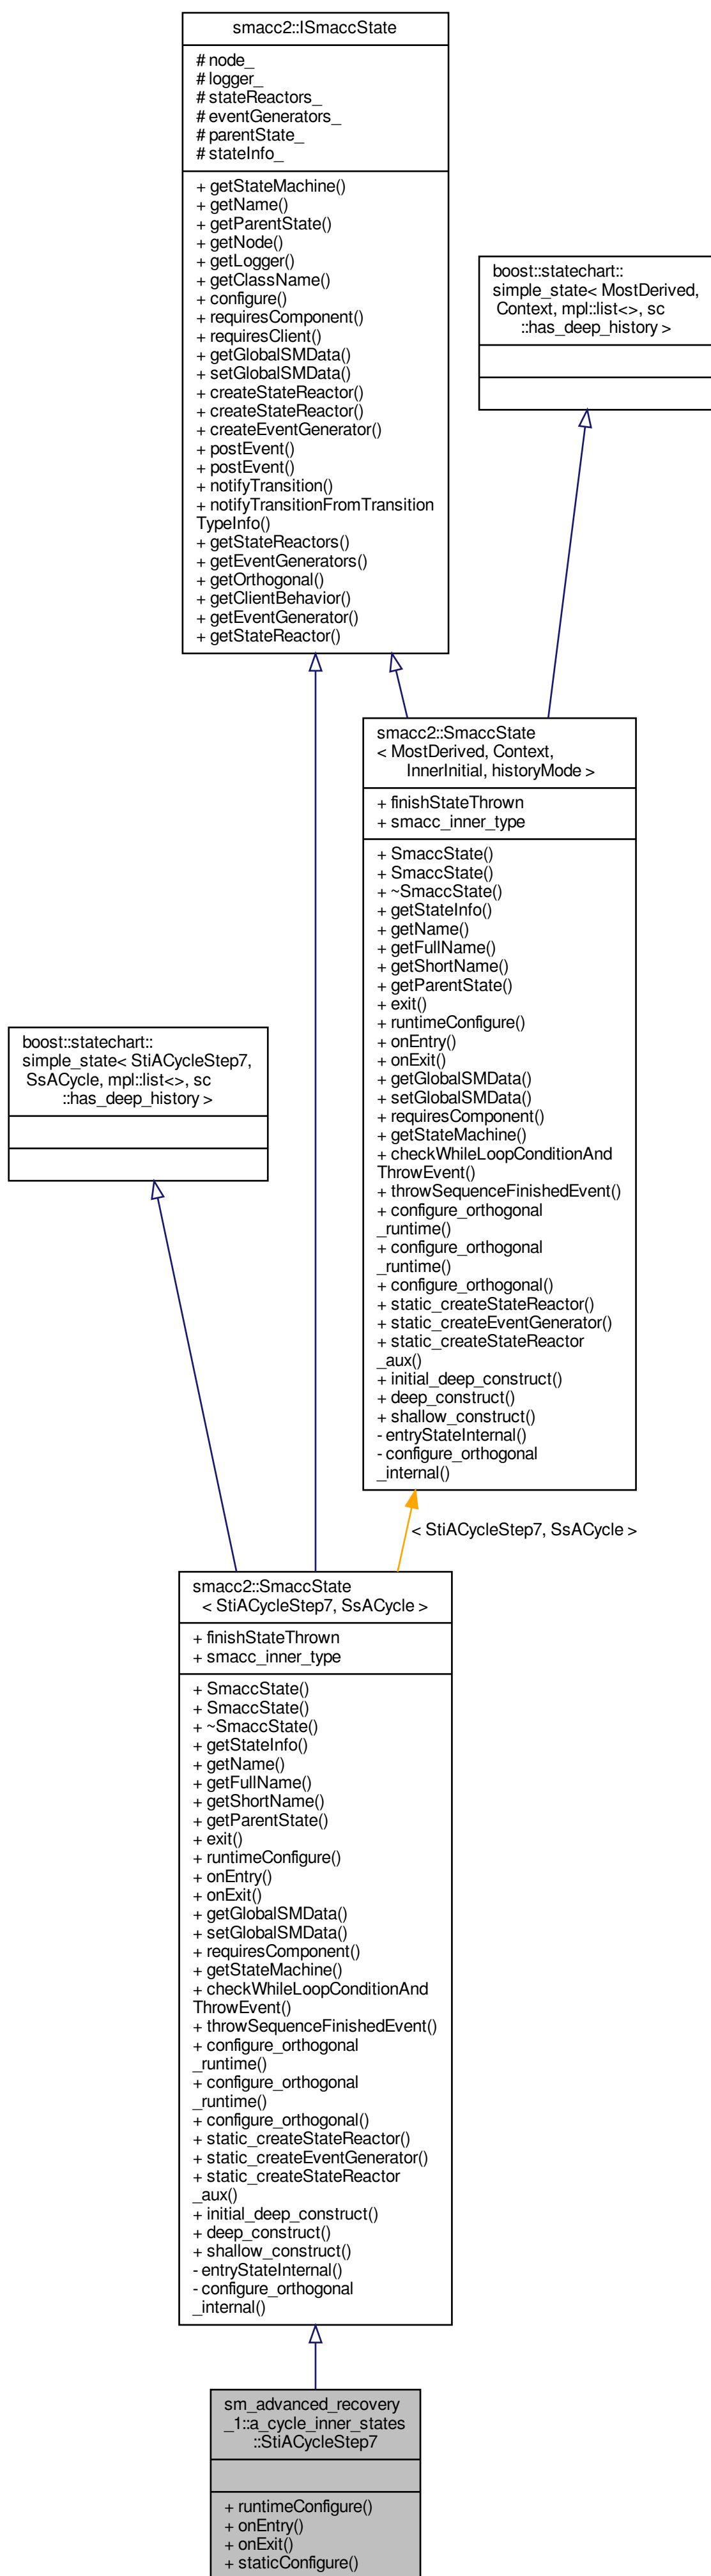 smacc2::ISmaccState
# node_
# logger_
# stateReactors_
# eventGenerators_
# parentState_
# stateInfo_
+ getStateMachine()
+ getName()
+ getParentState()
+ getNode()
+ getLogger()
+ getClassName()
+ configure()
+ requiresComponent()
+ requiresClient()
+ getGlobalSMData()
+ setGlobalSMData()
+ createStateReactor()
+ createStateReactor()
+ createEventGenerator()
+ postEvent()
+ postEvent()
+ notifyTransition()
+ notifyTransitionFromTransition
TypeInfo()
+ getStateReactors()
+ getEventGenerators()
+ getOrthogonal()
+ getClientBehavior()
+ getEventGenerator()
+ getStateReactor()
boost::statechart::
simple_state< MostDerived,
Context, mpl::list<>, sc
::has_deep_history >
smacc2::SmaccState
< MostDerived, Context,
InnerInitial, historyMode >
+ finishStateThrown
+ smacc_inner_type
+ SmaccState()
+ SmaccState()
+ ~SmaccState()
+ getStateInfo()
+ getName()
+ getFullName()
+ getShortName()
+ getParentState()
+ exit()
+ runtimeConfigure()
+ onEntry()
+ onExit()
+ getGlobalSMData()
+ setGlobalSMData()
+ requiresComponent()
+ getStateMachine()
+ checkWhileLoopConditionAnd
ThrowEvent()
+ throwSequenceFinishedEvent()
+ configure_orthogonal
_runtime()
+ configure_orthogonal
_runtime()
+ configure_orthogonal()
+ static_createStateReactor()
+ static_createEventGenerator()
+ static_createStateReactor
_aux()
+ initial_deep_construct()
+ deep_construct()
+ shallow_construct()
- entryStateInternal()
- configure_orthogonal
_internal()
boost::statechart::
simple_state< StiACycleStep7,
SsACycle, mpl::list<>, sc
::has_deep_history >
< StiACycleStep7, SsACycle >
smacc2::SmaccState
< StiACycleStep7, SsACycle >
+ finishStateThrown
+ smacc_inner_type
+ SmaccState()
+ SmaccState()
+ ~SmaccState()
+ getStateInfo()
+ getName()
+ getFullName()
+ getShortName()
+ getParentState()
+ exit()
+ runtimeConfigure()
+ onEntry()
+ onExit()
+ getGlobalSMData()
+ setGlobalSMData()
+ requiresComponent()
+ getStateMachine()
+ checkWhileLoopConditionAnd
ThrowEvent()
+ throwSequenceFinishedEvent()
+ configure_orthogonal
_runtime()
+ configure_orthogonal
_runtime()
+ configure_orthogonal()
+ static_createStateReactor()
+ static_createEventGenerator()
+ static_createStateReactor
_aux()
+ initial_deep_construct()
+ deep_construct()
+ shallow_construct()
- entryStateInternal()
- configure_orthogonal
_internal()
sm_advanced_recovery
_1::a_cycle_inner_states
::StiACycleStep7
+ runtimeConfigure()
+ onEntry()
+ onExit()
+ staticConfigure()